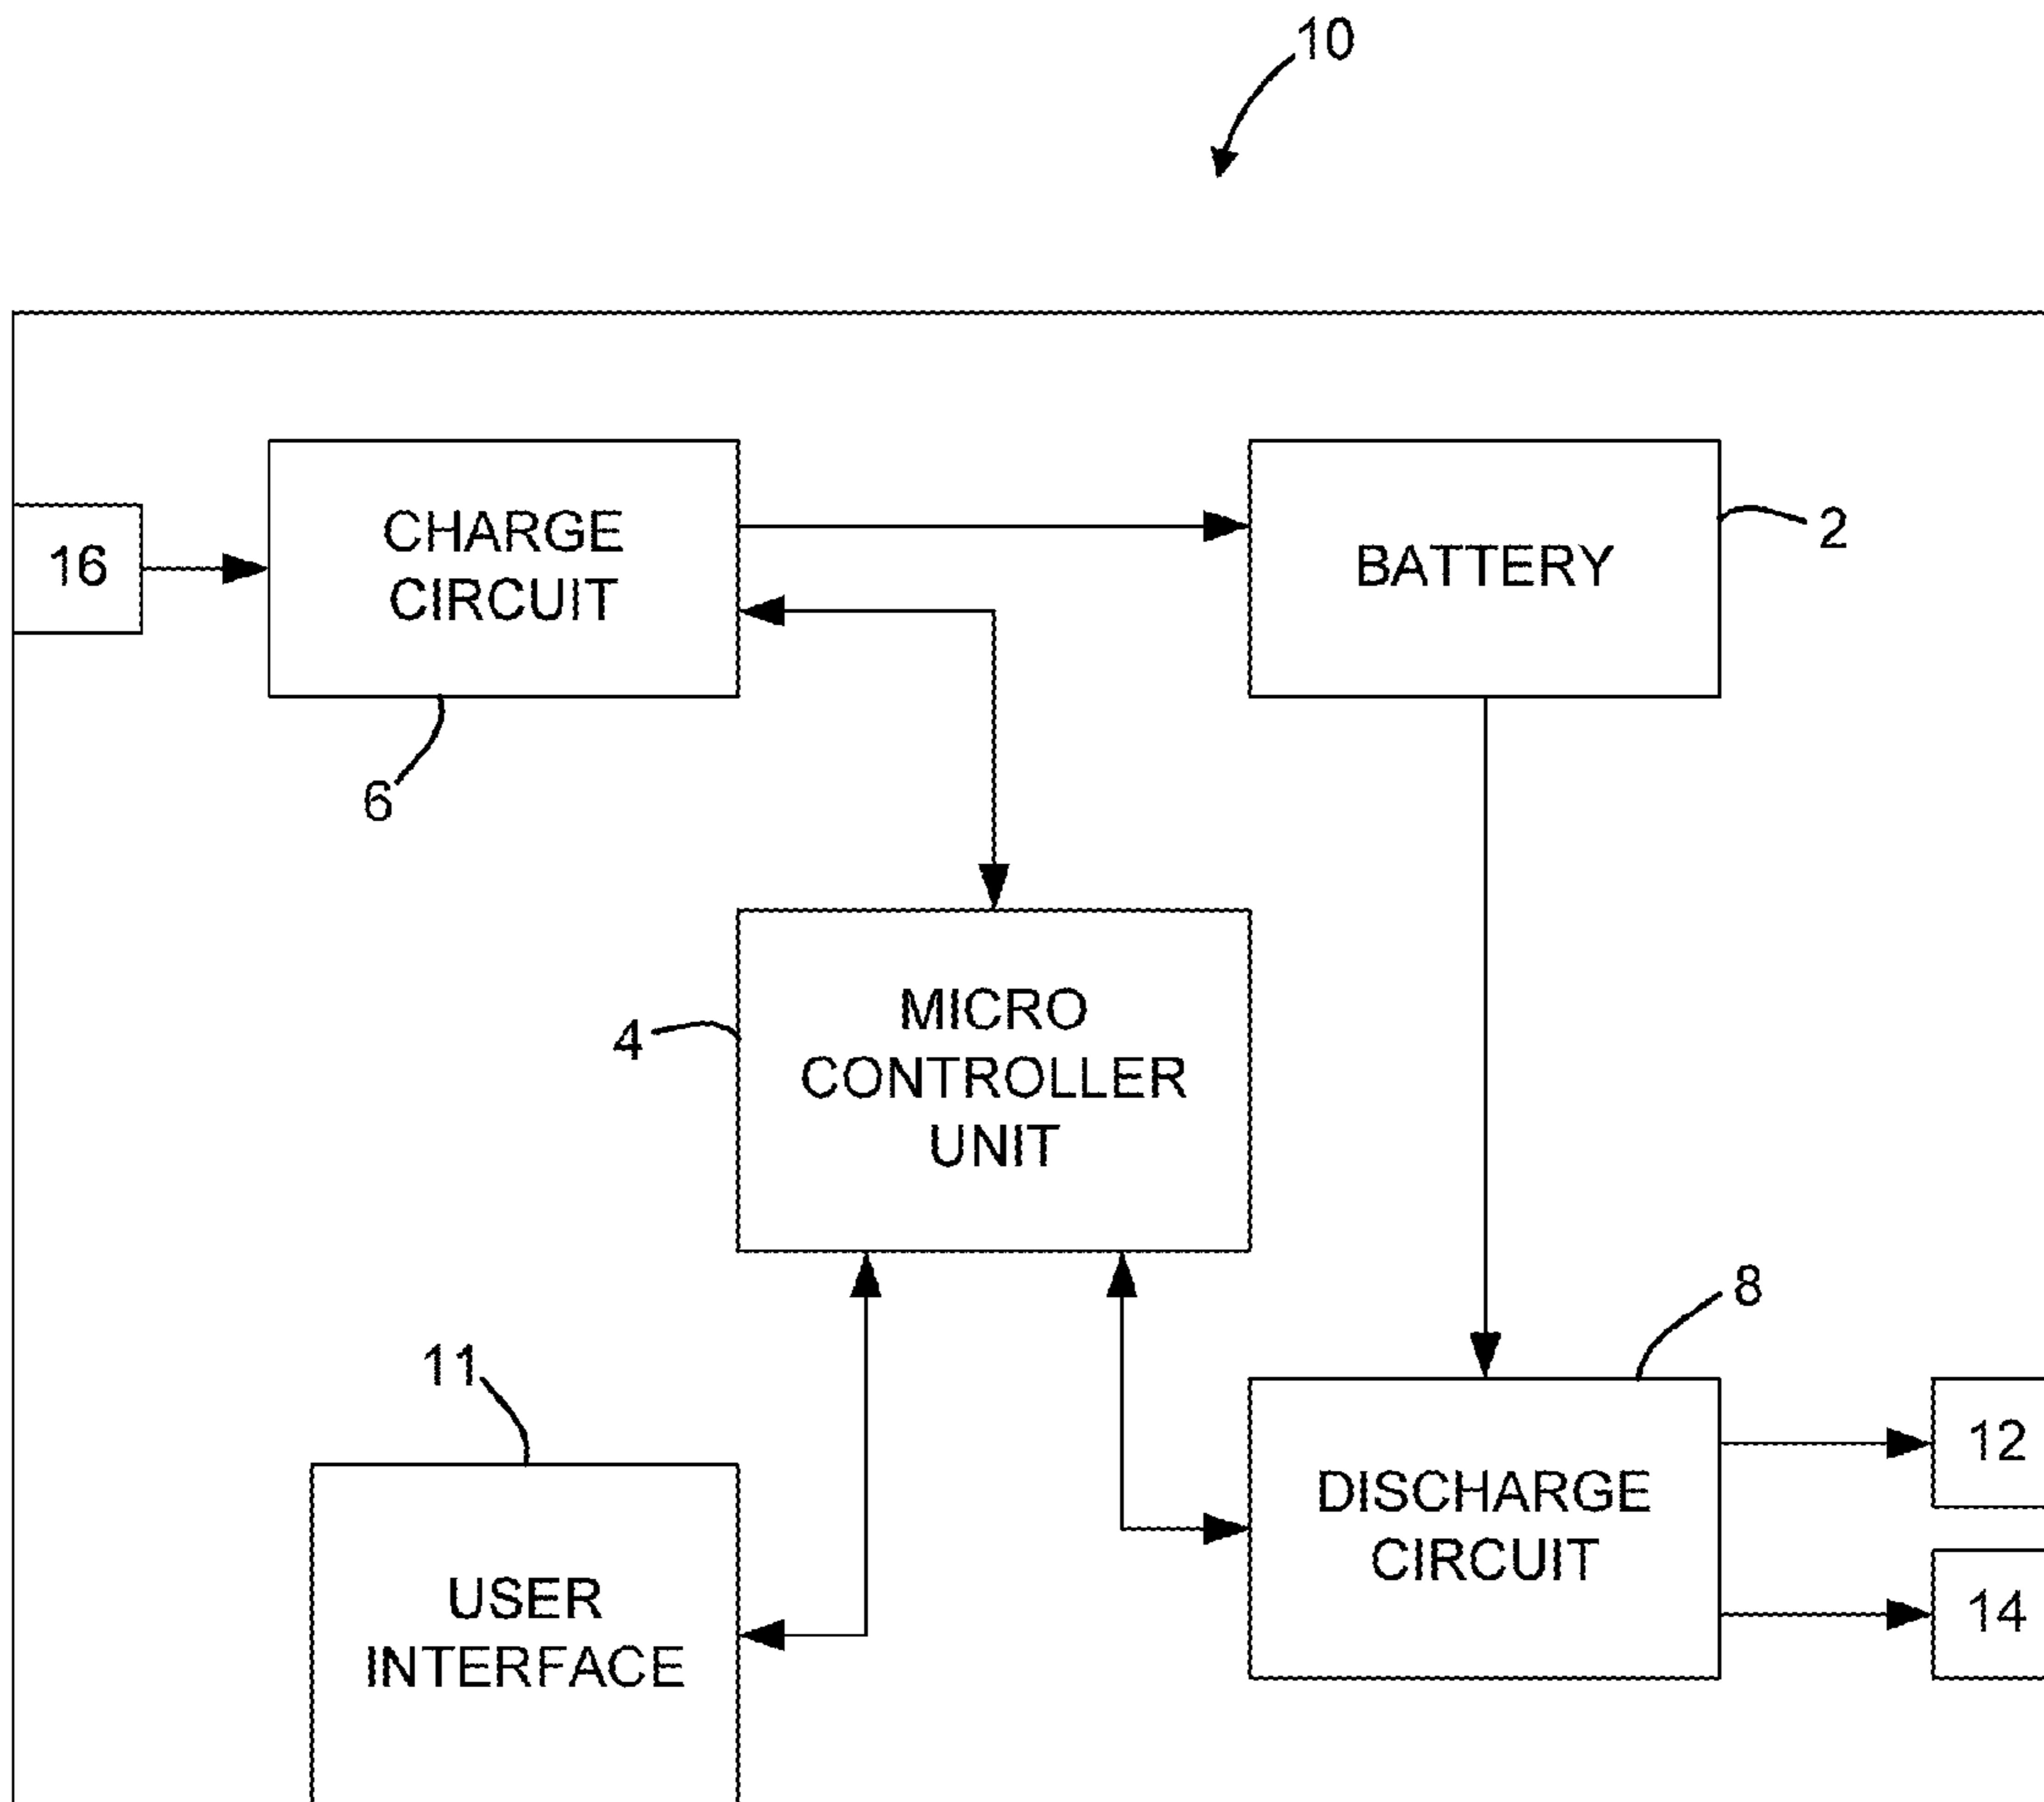 10
16
CHARGE
CIRCUIT
BATTERY
2
6
4
MICRO
CONTROLLER
UNIT
8
11
12
DISCHARGE
CIRCUIT
USER
INTERFACE
14